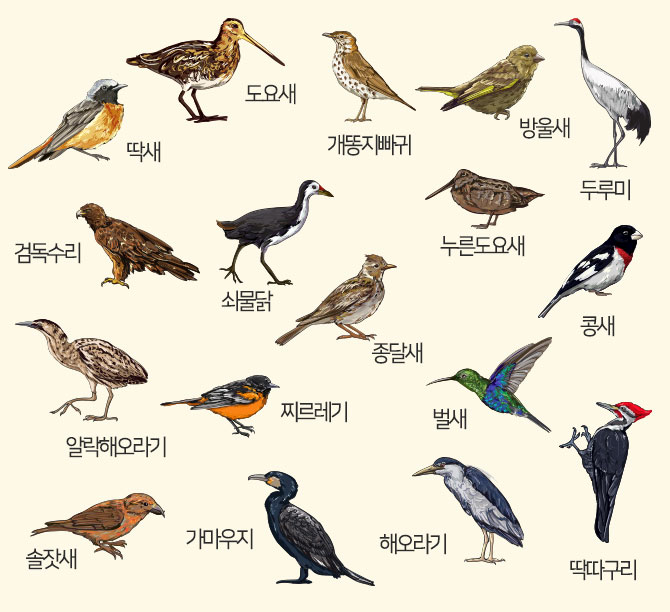 도요새
딱새
개똥지빠귀
방울새
두루미
검독수리
쇠물닭
누른도요새
종달새
콩새
알락해오라기
찌르레기
벌새
솔잣새
가마우지
해오라기
딱따구리